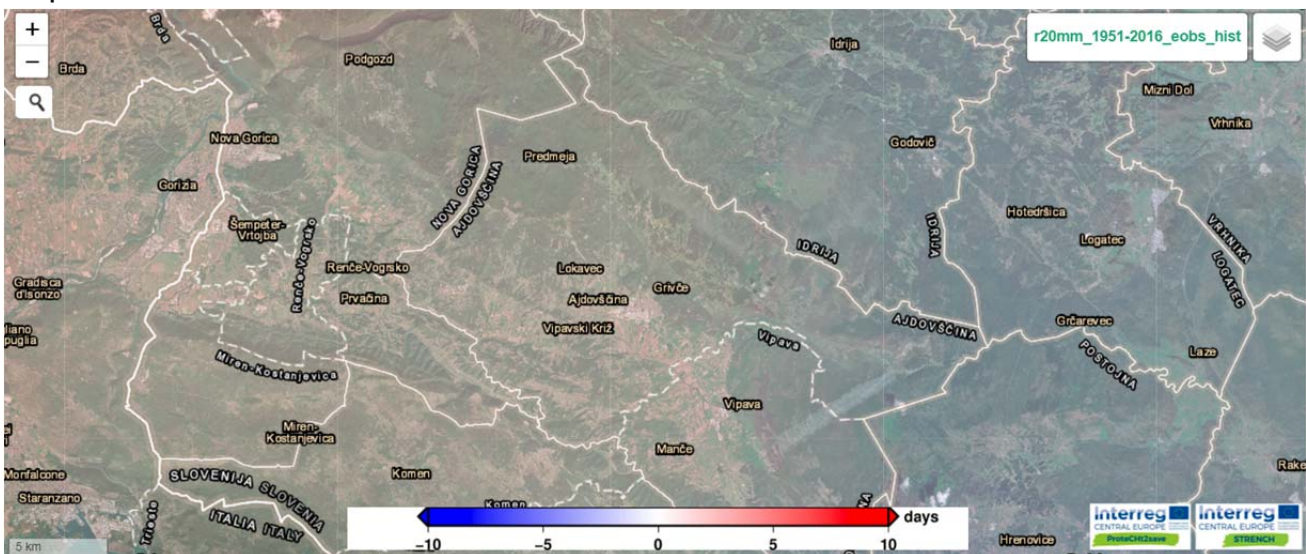 +
−
r20mm_1951-2016_eobs_hist
Brda
Brda
Podgozd
Idrija
Mizni Dol
Vrhnika
Nova Gorica
Godovič
Predmeja
Gorizia
NOVA GORICA
AJDOVŠČINA
Šempeter-
Vrtojba
Renče-Vogrsko
Hotedršica
IDRIJA
IDRIJA
Logatec
VRHNIKA
LOGATEC
Renče-Vogrsko
Lokavec
Gradisca
d'Isonzo
Grivče
Prvačina
Ajdovščina
Vipavski Križ
AJDOVŠČINA
Grčarevec
Vipava
POSTOJNA
Laze
Miren-Kostanjevica
Vipava
Miren-
Kostanjevica
Manče
Monfalcone
Komen
SLOVENIJA SLOVENIA
ITALIA ITALY
Staranzano
Trieste
Komen
Rake
Hrenovice
−10 −5 0 5 10
days
5 km
Interreg
CENTRAL EUROPE
ProteCHt2save
Interreg
CENTRAL EUROPE
STRENCH